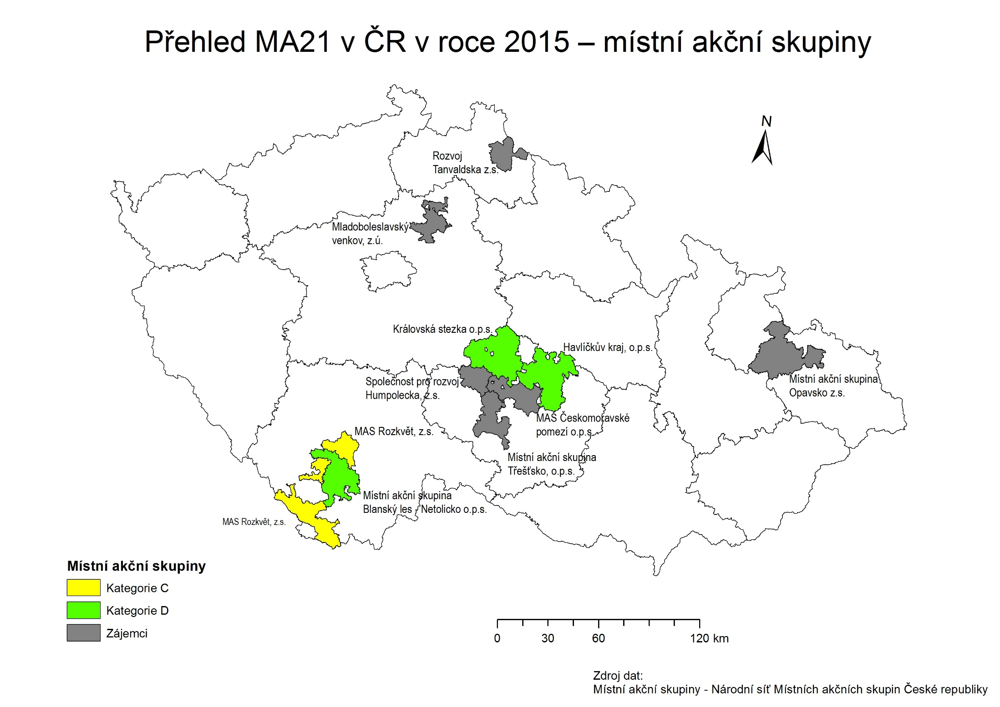 Přehled MA21 v ČR v roce 2015 – místní akční skupiny
N
Rozvoj
Tanvaldska z.s.
Mladoboleslavský
venkov, z.ú.
Královská stezka o.p.s.
Havlíčkův kraj, o.p.s.
Společnost pro rozvoj
Humpolecka, z.s.
Místní akční skupina
Opavsko z.s.
MAS Českomoravské
pomezí o.p.s.
MAS Rozkvět, z.s.
Místní akční skupina
Třešťsko, o.p.s.
Místní akční skupina
Blanský les - Netolicko o.p.s.
MAS Rozkvět, z.s.
Místní akční skupiny
Kategorie C
Kategorie D
Zájemci
0 30 60 120 km
Zdroj dat:
Místní akční skupiny - Národní síť Místních akčních skupin České republiky